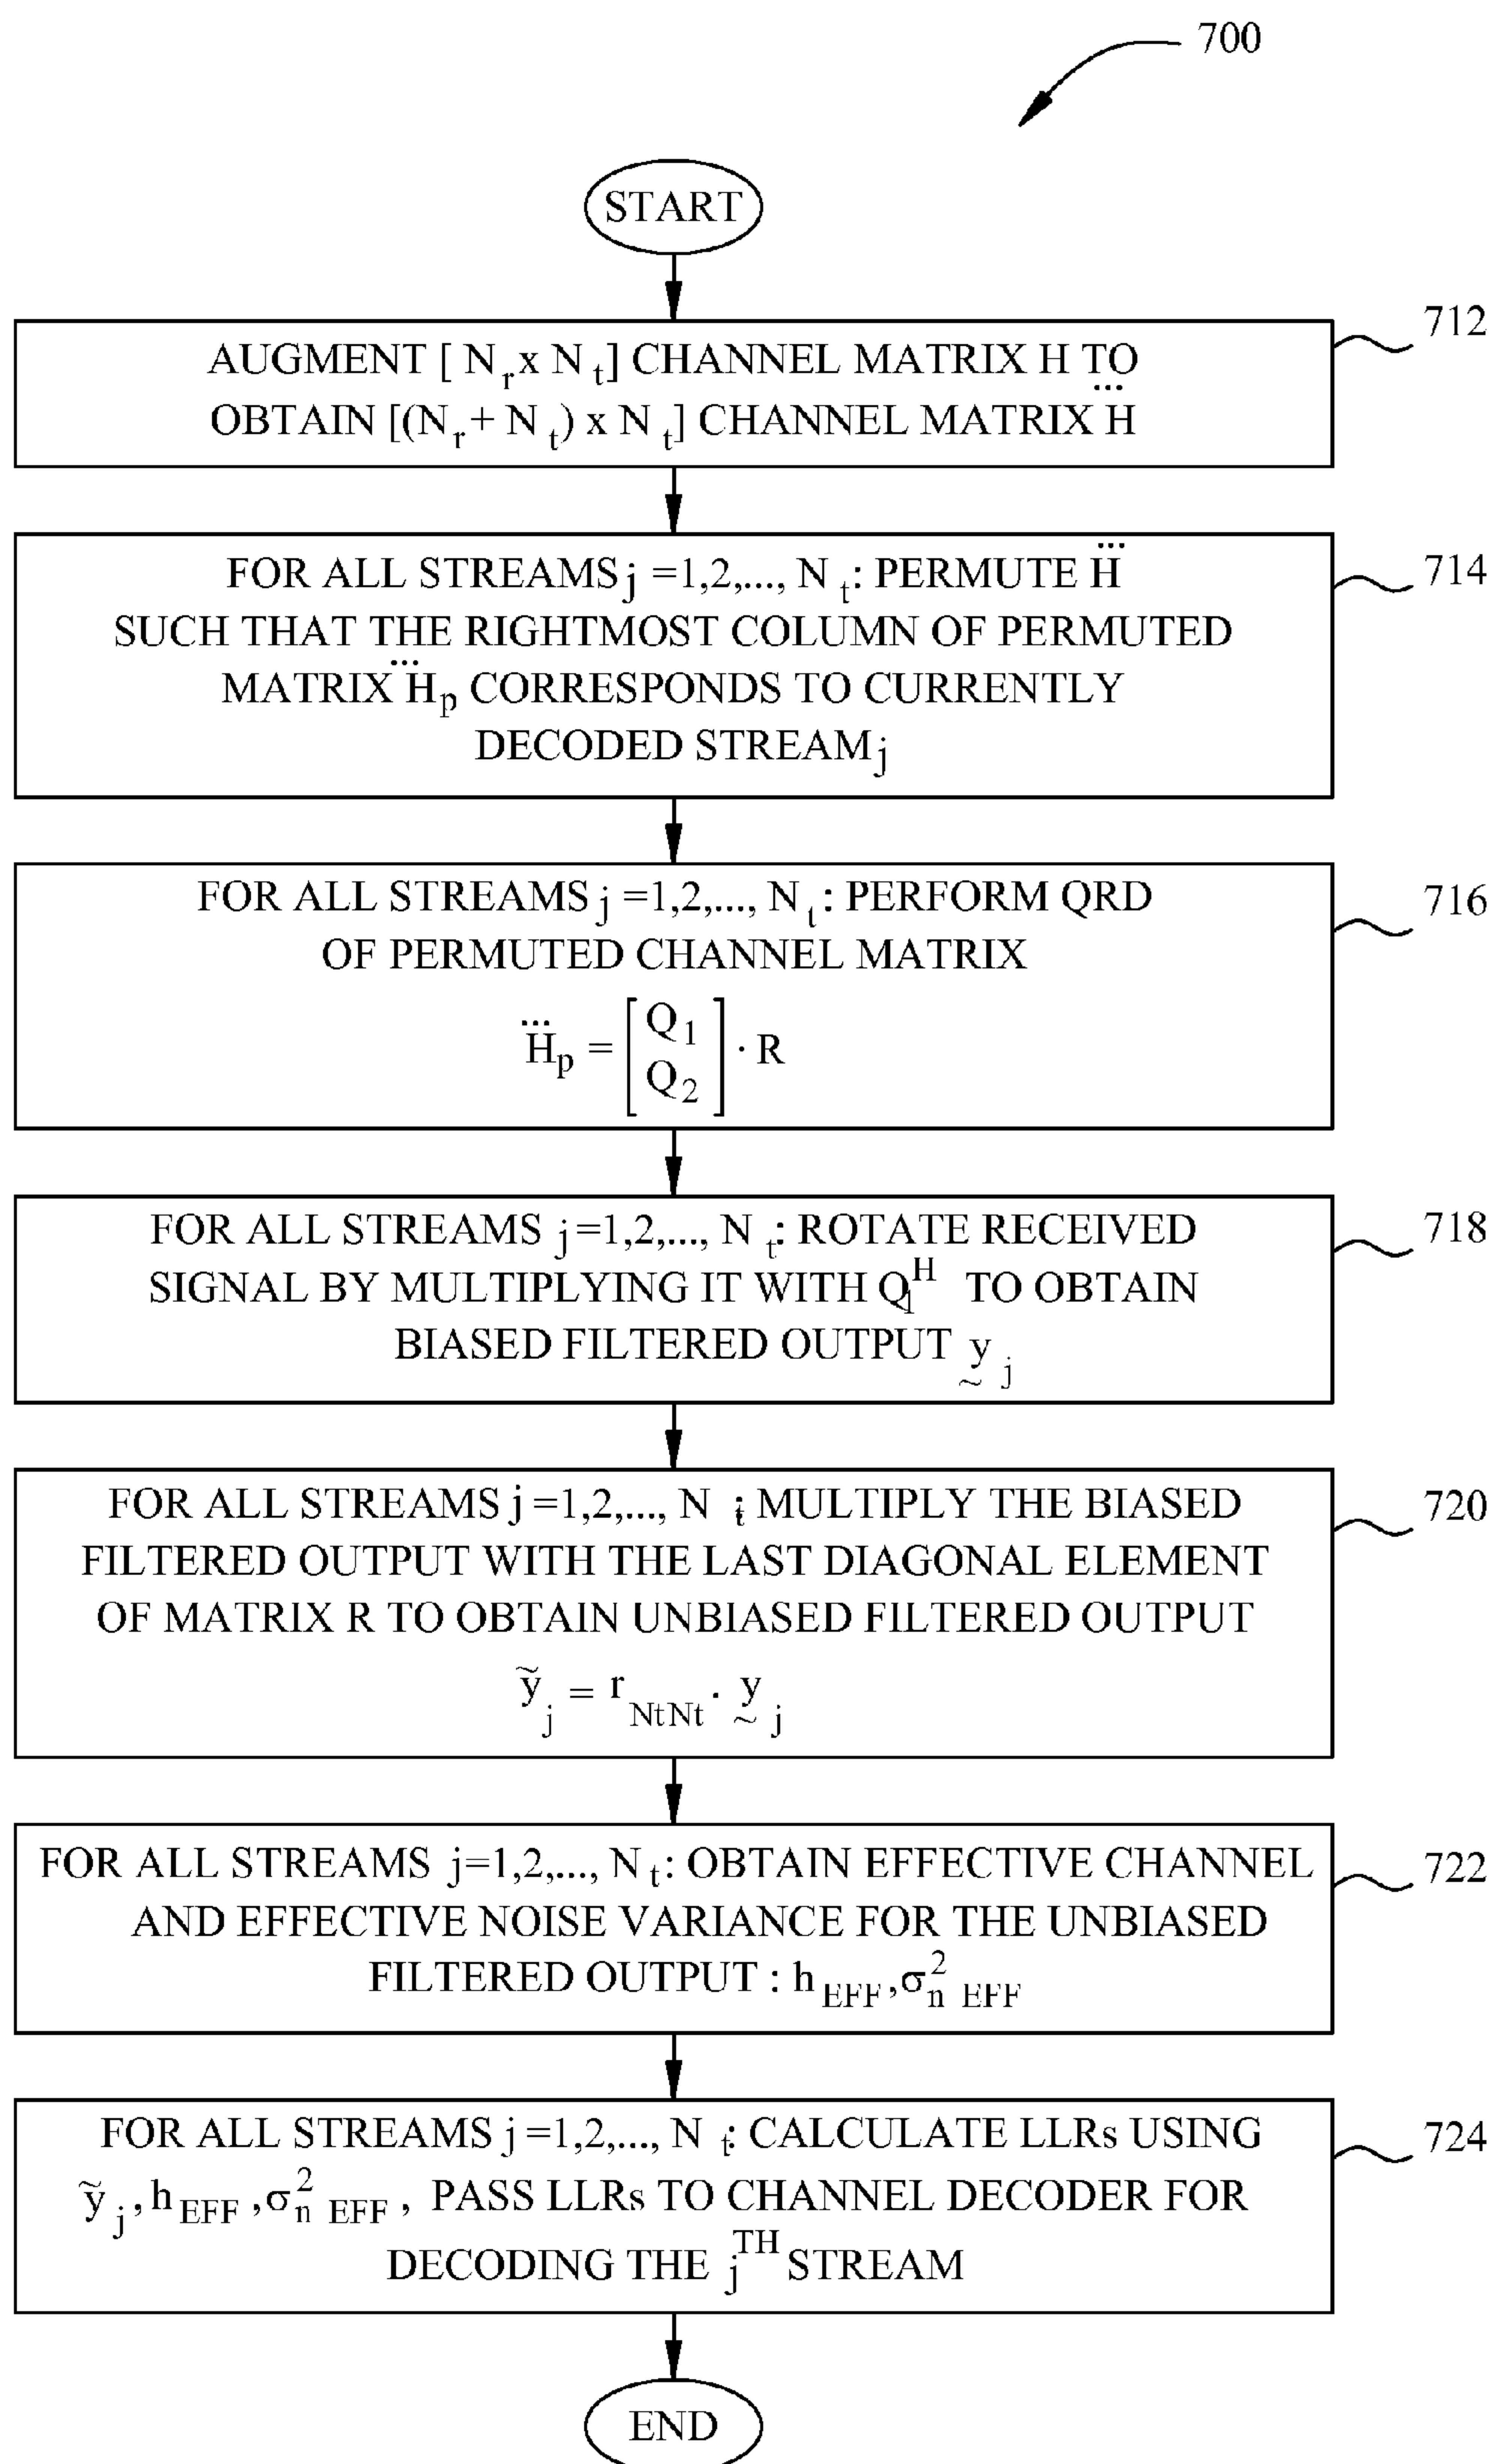 700
START
712
AUGMENT [ N_r x N_t] CHANNEL MATRIX H TO
OBTAIN [(N_r + N_t) x N_t] CHANNEL MATRIX H⃛
714
FOR ALL STREAMS j =1,2,..., N_t: PERMUTE H⃛
SUCH THAT THE RIGHTMOST COLUMN OF PERMUTED
MATRIX H⃛_p CORRESPONDS TO CURRENTLY
DECODED STREAM j
716
FOR ALL STREAMS j =1,2,..., N_t: PERFORM QRD
OF PERMUTED CHANNEL MATRIX
H⃛_p = [Q_1 Q_2] · R
718
FOR ALL STREAMS j=1,2,..., N_t: ROTATE RECEIVED
SIGNAL BY MULTIPLYING IT WITH Q_1^H TO OBTAIN
BIASED FILTERED OUTPUT y̰_j
720
FOR ALL STREAMS j =1,2,..., N_t: MULTIPLY THE BIASED
FILTERED OUTPUT WITH THE LAST DIAGONAL ELEMENT
OF MATRIX R TO OBTAIN UNBIASED FILTERED OUTPUT
ỹ_j = r_NtNt · y̰_j
722
FOR ALL STREAMS j=1,2,..., N_t: OBTAIN EFFECTIVE CHANNEL
AND EFFECTIVE NOISE VARIANCE FOR THE UNBIASED
FILTERED OUTPUT : h_EFF, σ_n^2 _EFF
724
FOR ALL STREAMS j =1,2,..., N_t: CALCULATE LLRs USING
ỹ_j, h_EFF, σ_n^2 _EFF, PASS LLRs TO CHANNEL DECODER FOR
DECODING THE j^TH STREAM
END